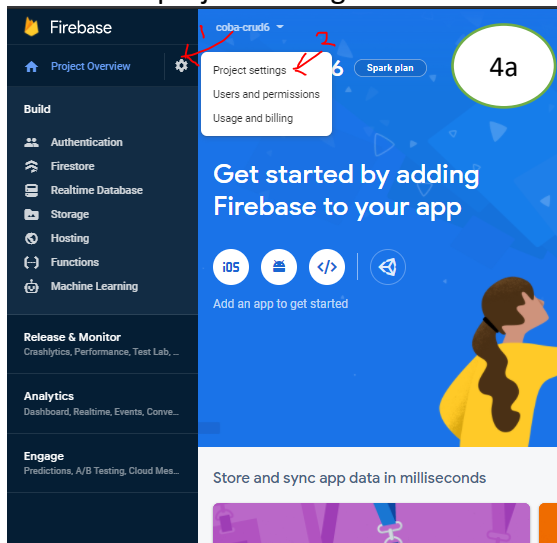 Firebase
coba-crud6
1
2
Project Overview
Project settings
6
Spark plan
4a
Users and permissions
Usage and billing
Build
Authentication
Firestore
Realtime Database
Storage
Hosting
Functions
Machine Learning
Get started by adding
Firebase to your app
iOS
</>
Add an app to get started
Release & Monitor
Crashlytics, Performance, Test Lab, ...
Analytics
Dashboard, Realtime, Events, Conve...
Engage
Predictions, A/B Testing, Cloud Mes...
Store and sync app data in milliseconds